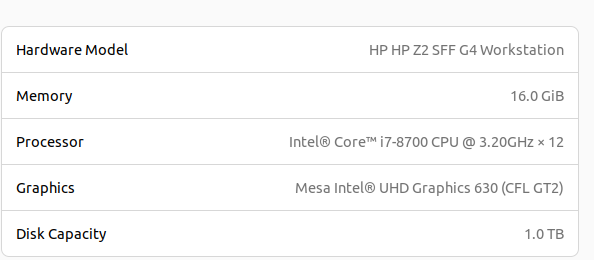 Hardware Model HP HP Z2 SFF G4 Workstation
Memory 16.0 GiB
Processor Intel® Core™ i7-8700 CPU @ 3.20GHz × 12
Graphics Mesa Intel® UHD Graphics 630 (CFL GT2)
Disk Capacity 1.0 TB